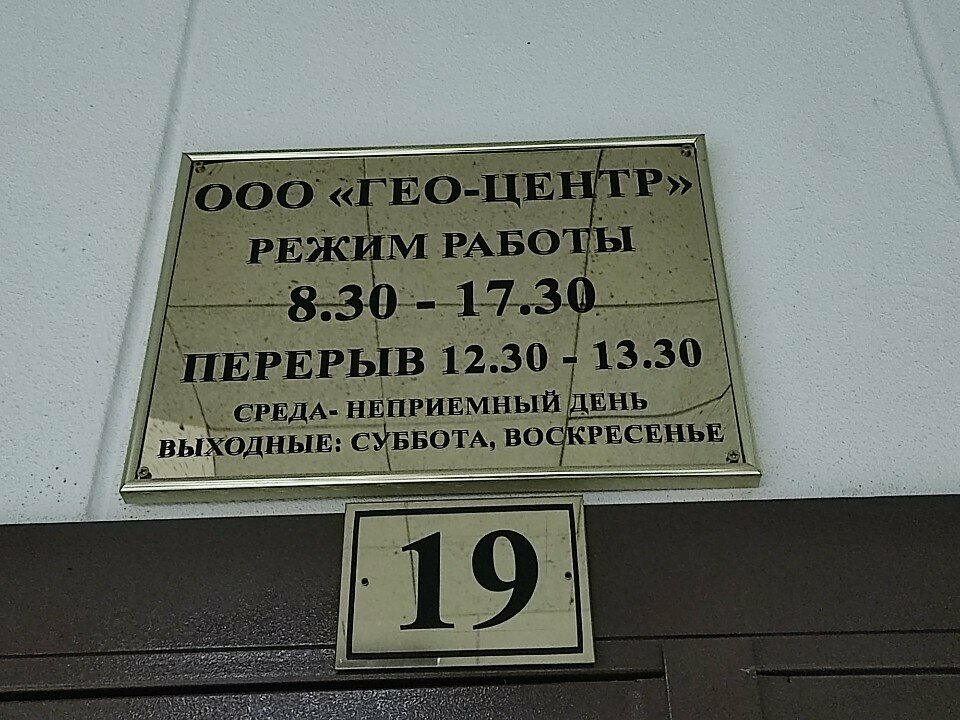 ООО «ГЕО-ЦЕНТР»
РЕЖИМ РАБОТЫ
8.30 - 17.30
ПЕРЕРЫВ 12.30 - 13.30
СРЕДА- НЕПРИЕМНЫЙ ДЕНЬ
ВЫХОДНЫЕ: СУББОТА, ВОСКРЕСЕНЬЕ
19